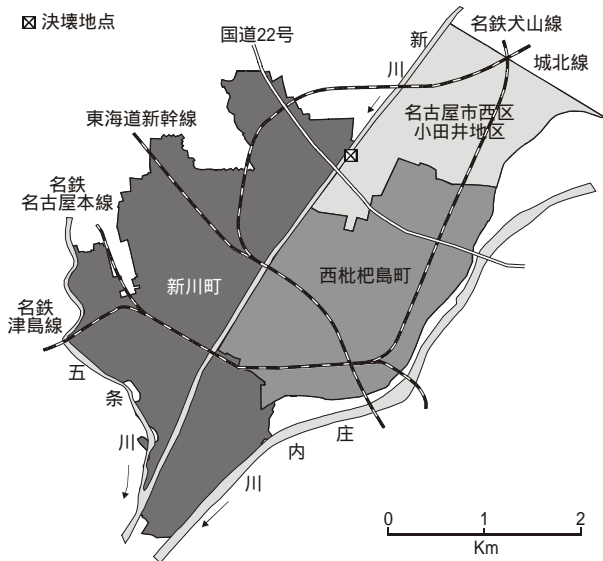 決壊地点
国道22号
新
川
名鉄犬山線
城北線
名古屋市西区
小田井地区
東海道新幹線
名鉄
名古屋本線
新川町
西枇杷島町
名鉄
津島線
五
条
川
庄
内
川
0 1 2
Km